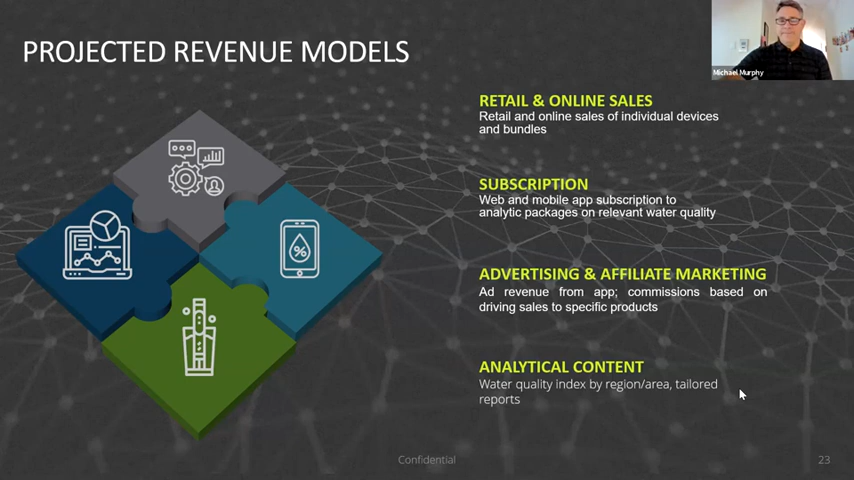 PROJECTED REVENUE MODELS
Michael Murphy
RETAIL & ONLINE SALES
Retail and online sales of individual devices
and bundles
SUBSCRIPTION
Web and mobile app subscription to
analytic packages on relevant water quality
ADVERTISING & AFFILIATE MARKETING
Ad revenue from app; commissions based on
driving sales to specific products
ANALYTICAL CONTENT
Water quality index by region/area, tailored
reports
%
Confidential
23